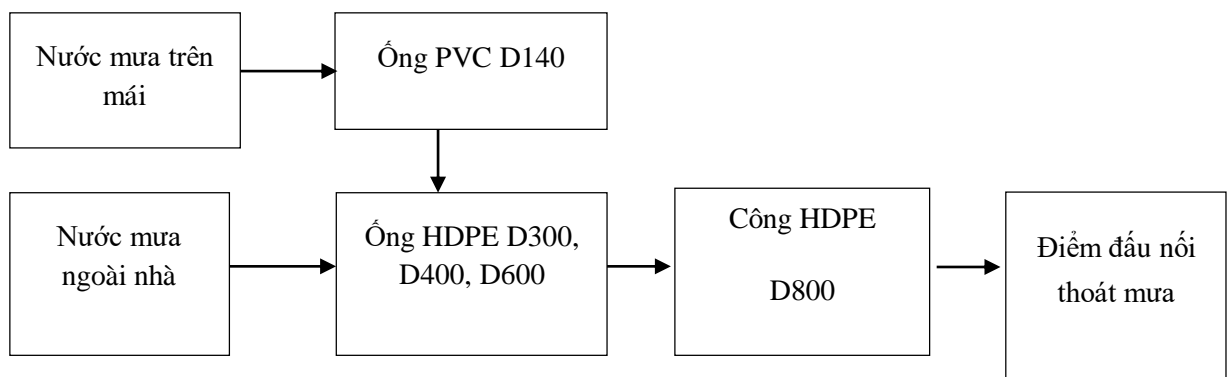 Nước mưa trên
mái
Ống PVC D140
Nước mưa
ngoài nhà
Ống HDPE D300,
D400, D600
Công HDPE
D800
Điểm đấu nối
thoát mưa